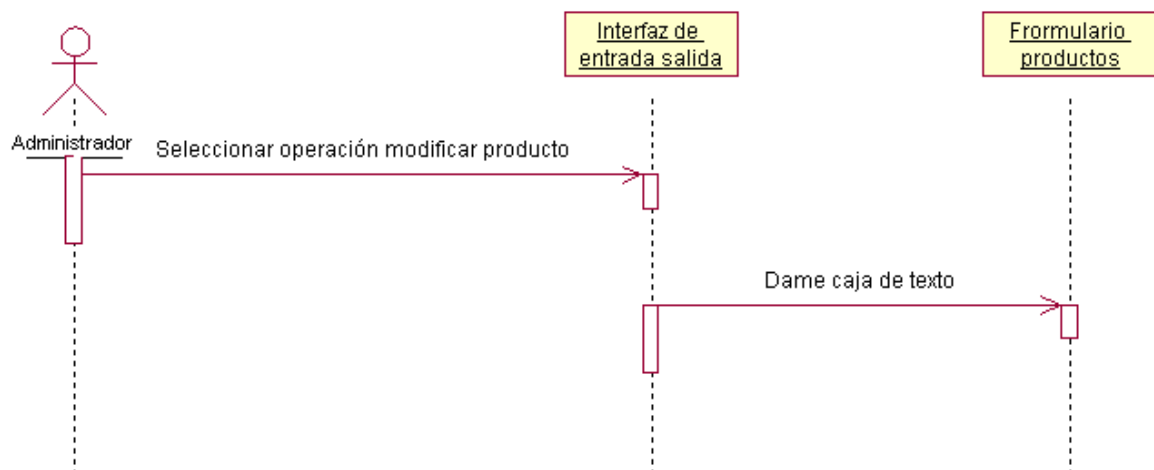 Interfaz de
entrada salida
Frormulario
productos
Administrador
Seleccionar operación modificar producto
Dame caja de texto